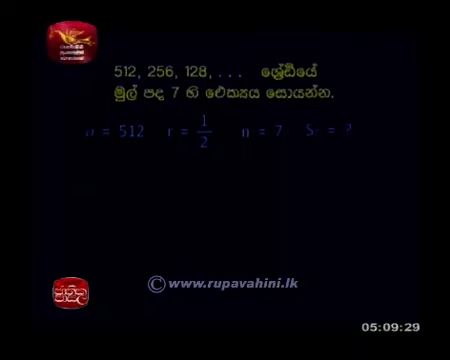 512, 256, 128, . . . ශ්‍රේඪියේ
මුල් පද 7 හි ඓක්‍යය සොයන්න.
a = 512 r = 1/2 n = 7 S₇ = ?
© www.rupavahini.lk
05:09:29